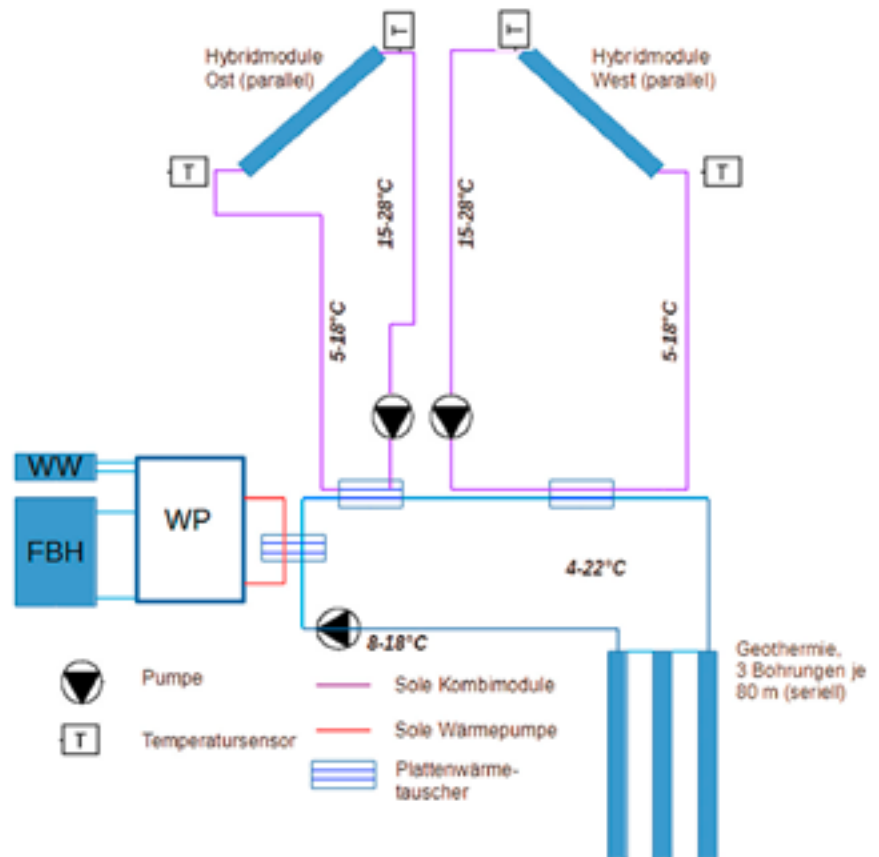 T
T
Hybridmodule
Ost (parallel)
Hybridmodule
West (parallel)
T
T
15-28°C
15-28°C
5-18°C
5-18°C
WW
WP
FBH
4-22°C
8-18°C
Geothermie,
3 Bohrungen je
80 m (seriell)
Pumpe
Sole Kombimodule
T
Temperatursensor
Sole Wärmepumpe
Plattenwärme-
tauscher